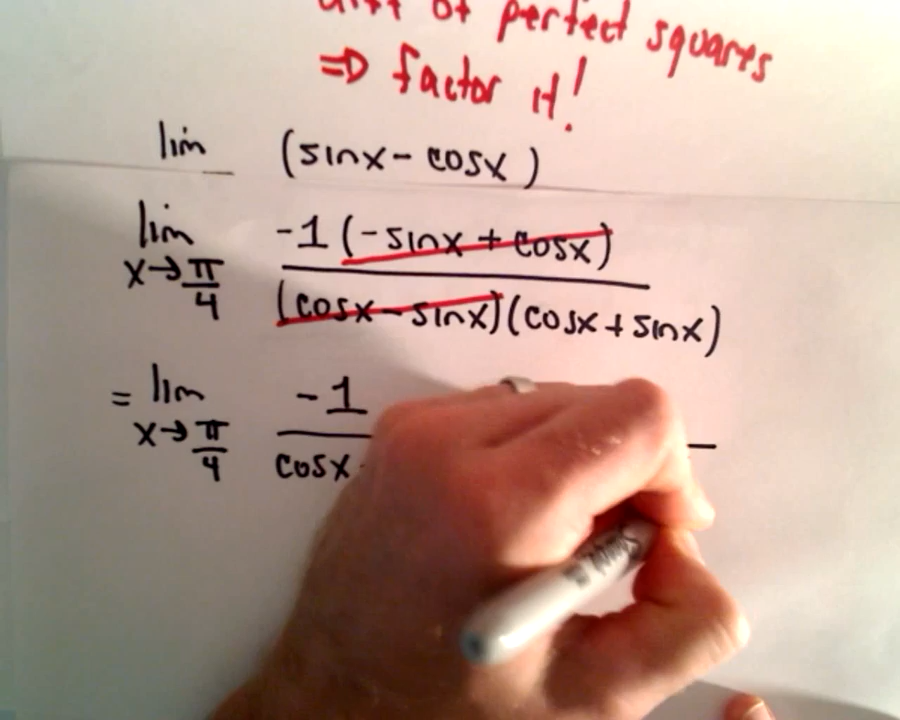 diff of perfect squares
⇒ factor it!
lim (sinx - cosx)
lim -1(-sinx + cosx)
x→π/4 (cosx - sinx)(cosx + sinx)
= lim -1
x→π/4 cosx